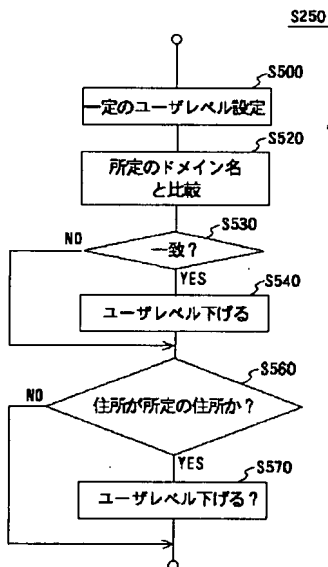 S250
S500
一定のユーザレベル設定
S520
所定のドメイン名
と比較
S530
NO
一致?
YES
S540
ユーザレベル下げる
S560
NO
住所が所定の住所か?
YES
S570
ユーザレベル下げる?